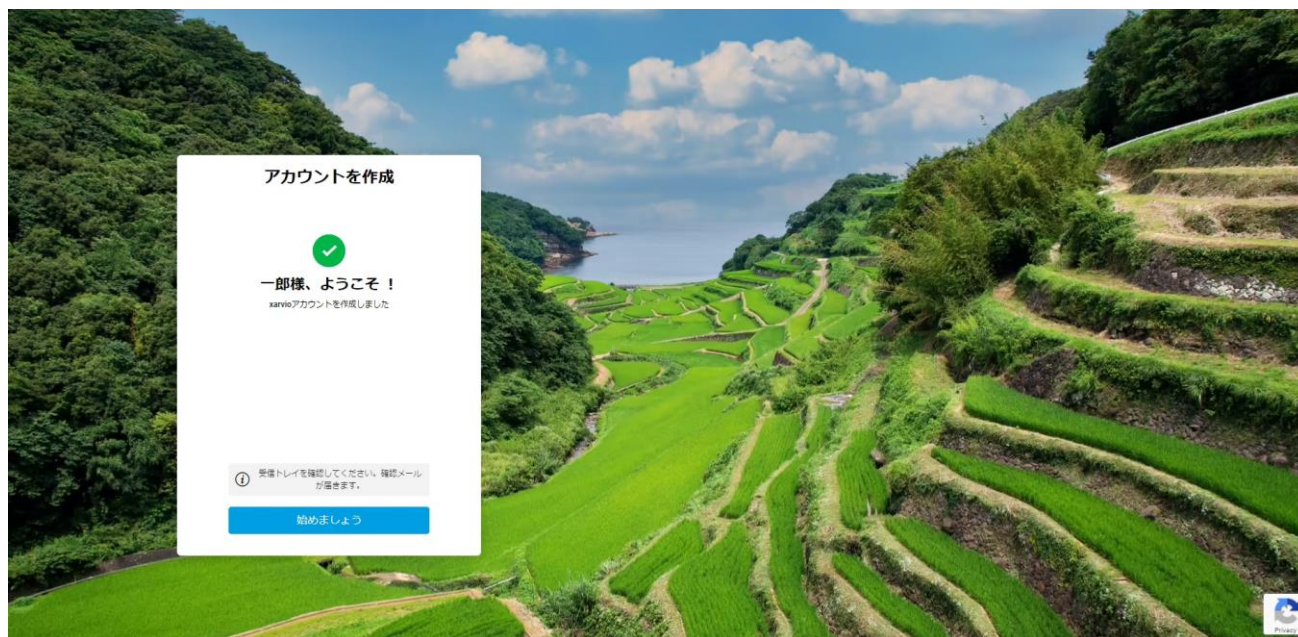 アカウントを作成
一郎様、ようこそ !
xarvioアカウントを作成しました
受信トレイを確認してください。確認メール
が届きます。
始めましょう
Privacy